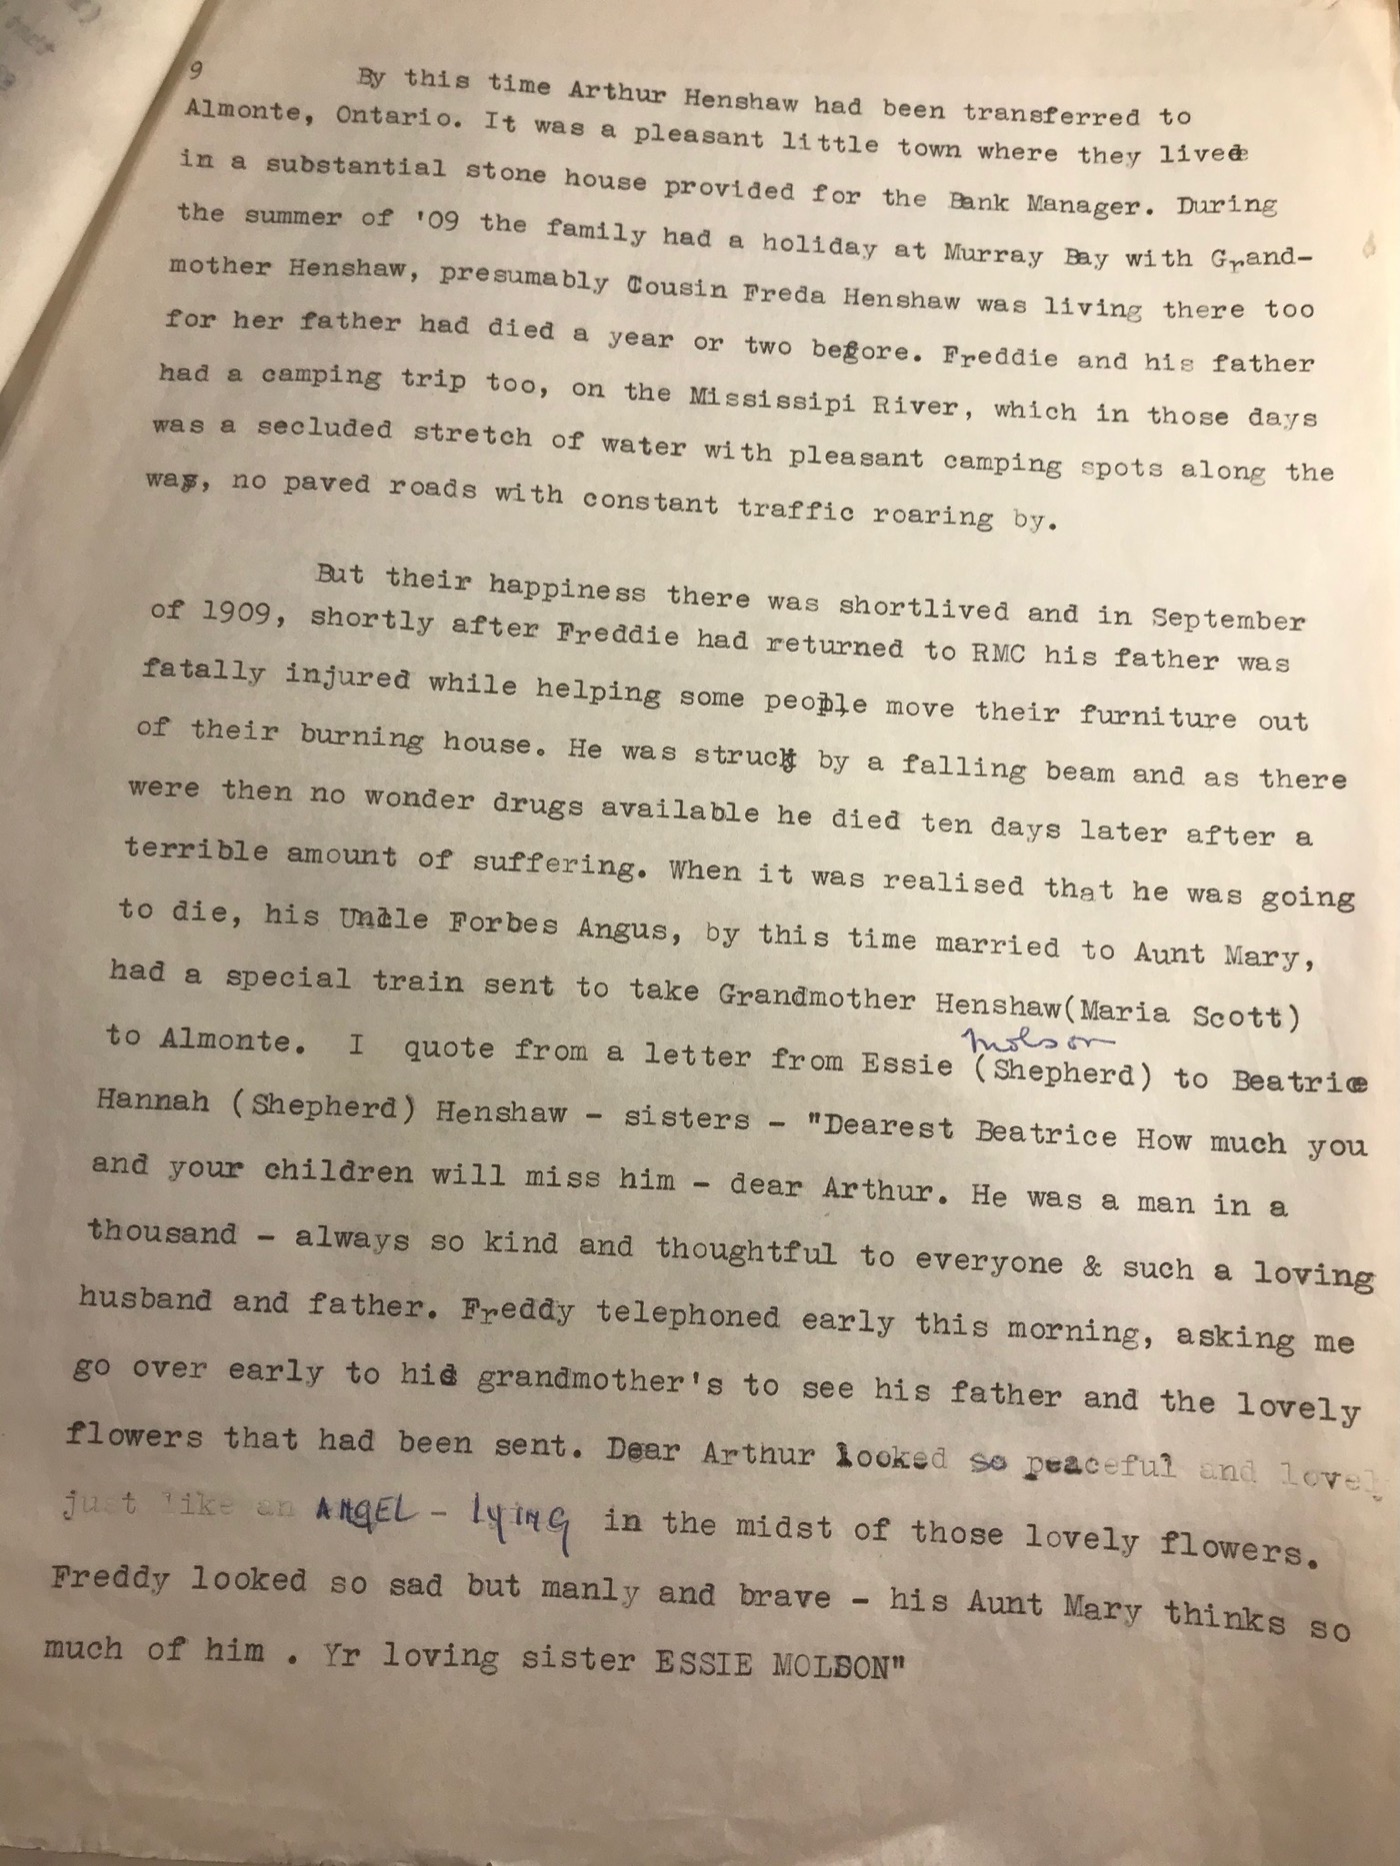 9 By this time Arthur Henshaw had been transferred to
Almonte, Ontario. It was a pleasant little town where they lived
in a substantial stone house provided for the Bank Manager. During
the summer of '09 the family had a holiday at Murray Bay with Grand-
mother Henshaw, presumably Cousin Freda Henshaw was living there too
for her father had died a year or two before. Freddie and his father
had a camping trip too, on the Mississipi River, which in those days
was a secluded stretch of water with pleasant camping spots along the
way, no paved roads with constant traffic roaring by.
But their happiness there was shortlived and in September
of 1909, shortly after Freddie had returned to RMC his father was
fatally injured while helping some people move their furniture out
of their burning house. He was struck by a falling beam and as there
were then no wonder drugs available he died ten days later after a
terrible amount of suffering. When it was realised that he was going
to die, his Uncle Forbes Angus, by this time married to Aunt Mary,
had a special train sent to take Grandmother Henshaw(Maria Scott)
Molson
to Almonte. I quote from a letter from Essie (Shepherd) to Beatrice
Hannah (Shepherd) Henshaw - sisters - "Dearest Beatrice How much you
and your children will miss him - dear Arthur. He was a man in a
thousand - always so kind and thoughtful to everyone & such a loving
husband and father. Freddy telephoned early this morning, asking me
go over early to his grandmother's to see his father and the lovely
flowers that had been sent. Dear Arthur looked so peaceful and lovel
just like an ANGEL - LYING in the midst of those lovely flowers.
Freddy looked so sad but manly and brave - his Aunt Mary thinks so
much of him . Yr loving sister ESSIE MOLSON"